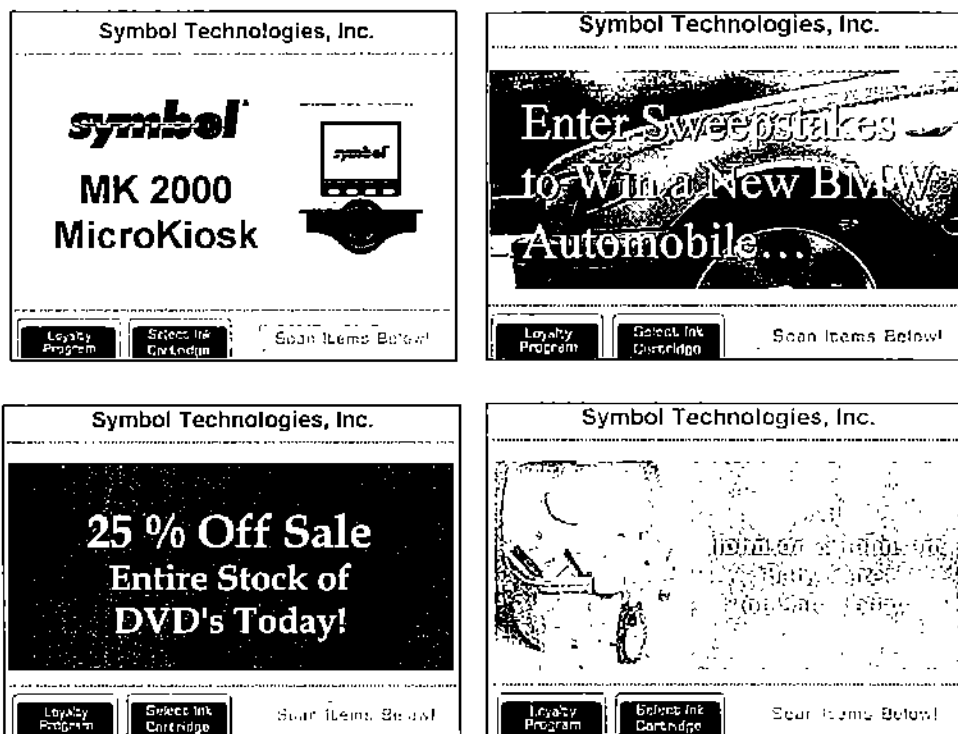 Symbol Technologies, Inc.
symbol
symbol
MK 2000
MicroKiosk
Loyalty
Program
Select Ink
Cartridge
Scan Items Below!
Symbol Technologies, Inc.
Enter Sweepstakes
to Win a New BMW
Automobile...
Loyalty
Program
Select Ink
Cartridge
Scan Items Below!
Symbol Technologies, Inc.
25 % Off Sale
Entire Stock of
DVD's Today!
Loyalty
Program
Select Ink
Cartridge
Scan Items Below!
Symbol Technologies, Inc.
Loyalty
Program
Select Ink
Cartridge
Scan Items Below!